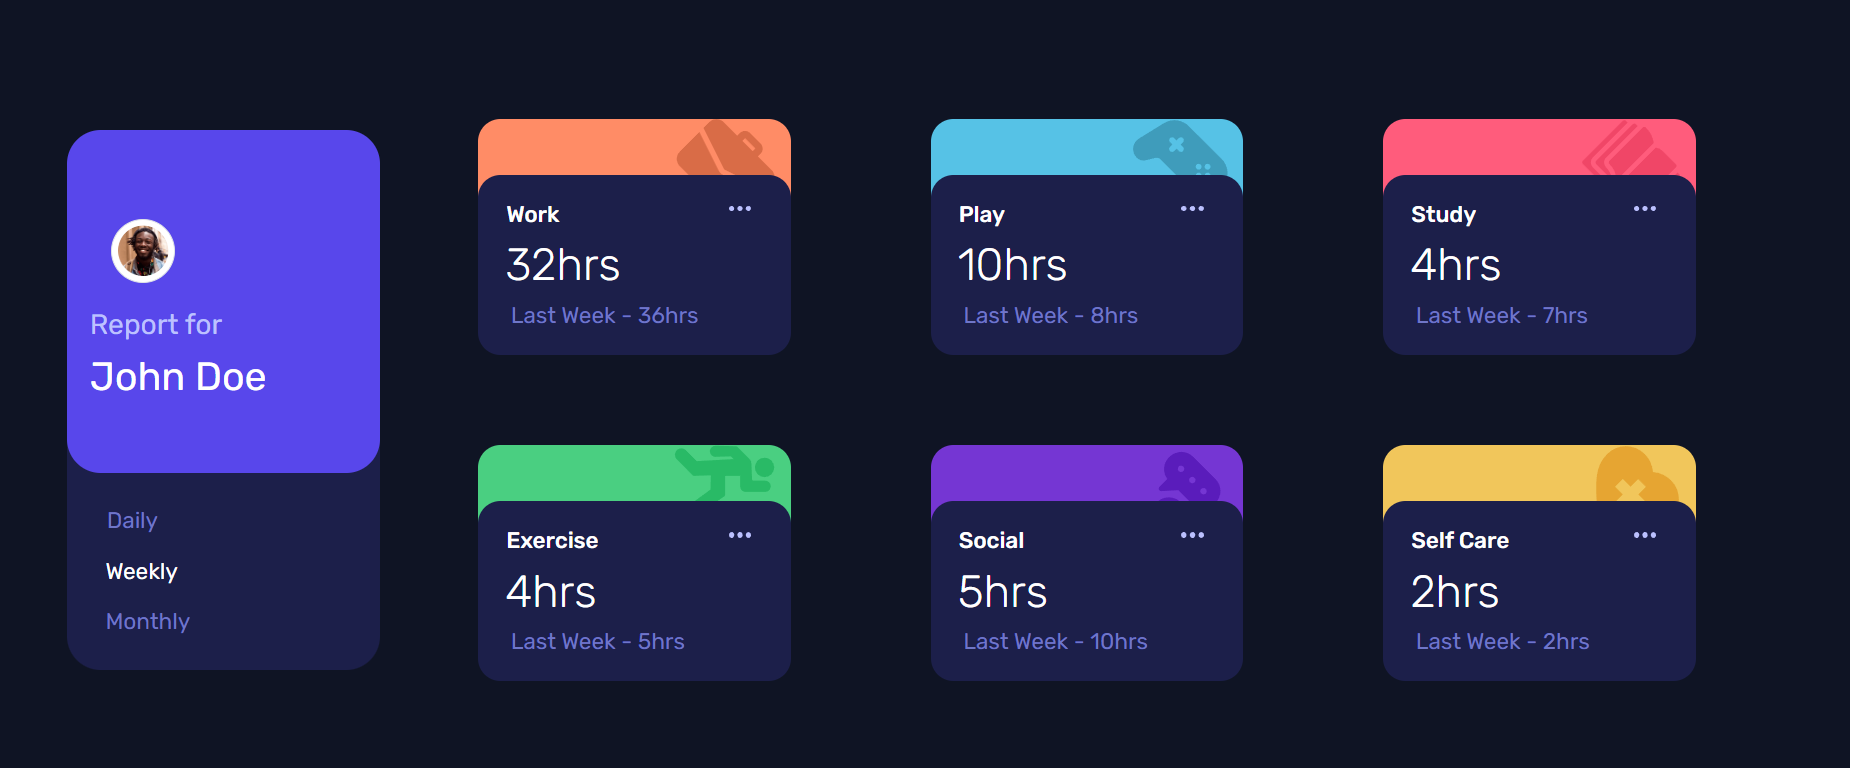 Report for
John Doe
Daily
Weekly
Monthly
Work
32hrs
Last Week - 36hrs
Play
10hrs
Last Week - 8hrs
Study
4hrs
Last Week - 7hrs
Exercise
4hrs
Last Week - 5hrs
Social
5hrs
Last Week - 10hrs
Self Care
2hrs
Last Week - 2hrs